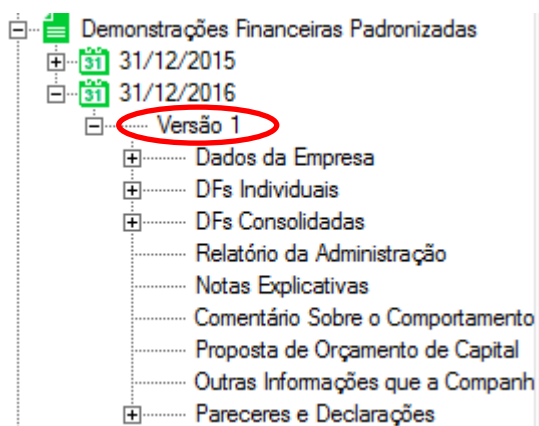 Demonstrações Financeiras Padronizadas
31 31/12/2015
31 31/12/2016
Versão 1
Dados da Empresa
DFs Individuais
DFs Consolidadas
Relatório da Administração
Notas Explicativas
Comentário Sobre o Comportamento
Proposta de Orçamento de Capital
Outras Informações que a Companh
Pareceres e Declarações